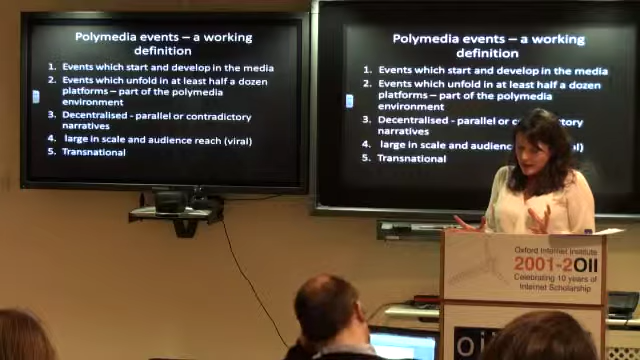 Polymedia events – a working
definition
1. Events which start and develop in the media
2. Events which unfold in at least half a dozen
platforms – part of the polymedia
environment
3. Decentralised - parallel or contradictory
narratives
4. large in scale and audience reach (viral)
5. Transnational
Polymedia events – a working
definition
1. Events which start and develop in the media
2. Events which unfold in at least half a dozen
platforms – part of the polymedia
environment
3. Decentralised - parallel or contradictory
narratives
4. large in scale and
5. Transnational
Oxford Internet Institute
2001-2OII
Celebrating 10 years of
Internet Scholarship
oii